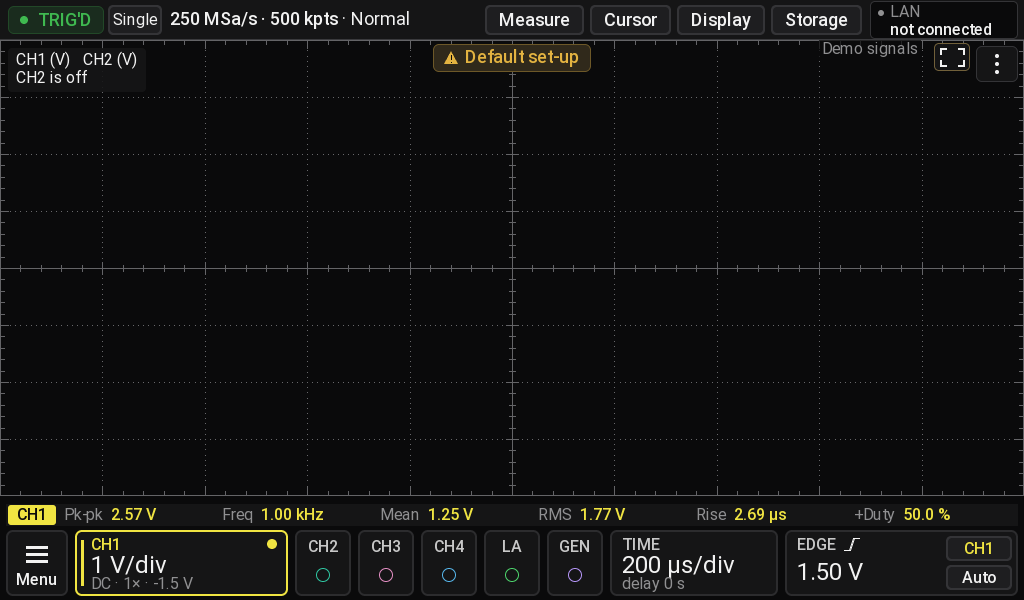 TRIG'D Single 250 MSa/s · 500 kpts · Normal Measure Cursor Display Storage LAN
not connected
CH1 (V) CH2 (V)
CH2 is off
Default set-up
Demo signals
CH1 Pk-pk 2.57 V Freq 1.00 kHz Mean 1.25 V RMS 1.77 V Rise 2.69 µs +Duty 50.0 %
Menu
CH1
1 V/div
DC · 1× · -1.5 V
CH2
CH3
CH4
LA
GEN
TIME
200 µs/div
delay 0 s
EDGE
1.50 V
CH1
Auto